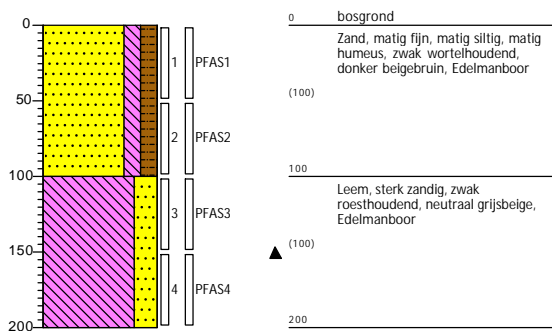 0
50
100
150
200
1 PFAS1
2 PFAS2
3 PFAS3
4 PFAS4
0 bosgrond
Zand, matig fijn, matig siltig, matig
humeus, zwak wortelhoudend,
donker beigebruin, Edelmanboor
(100)
100
Leem, sterk zandig, zwak
roesthoudend, neutraal grijsbeige,
Edelmanboor
(100)
200